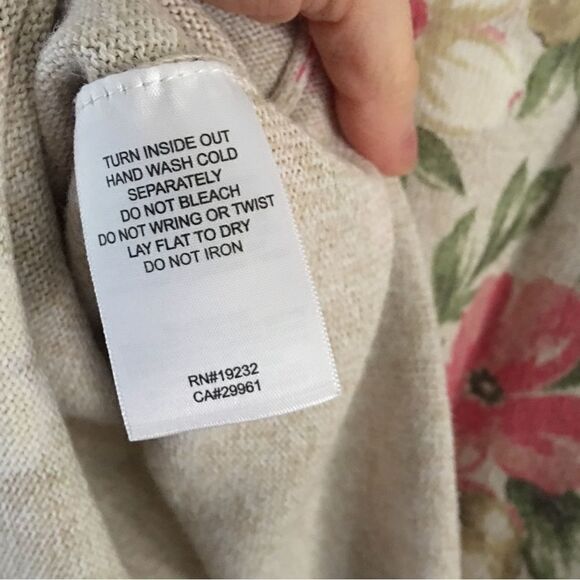 TURN INSIDE OUT
HAND WASH COLD
SEPARATELY
DO NOT BLEACH
DO NOT WRING OR TWIST
LAY FLAT TO DRY
DO NOT IRON
RN#19232
CA#29961